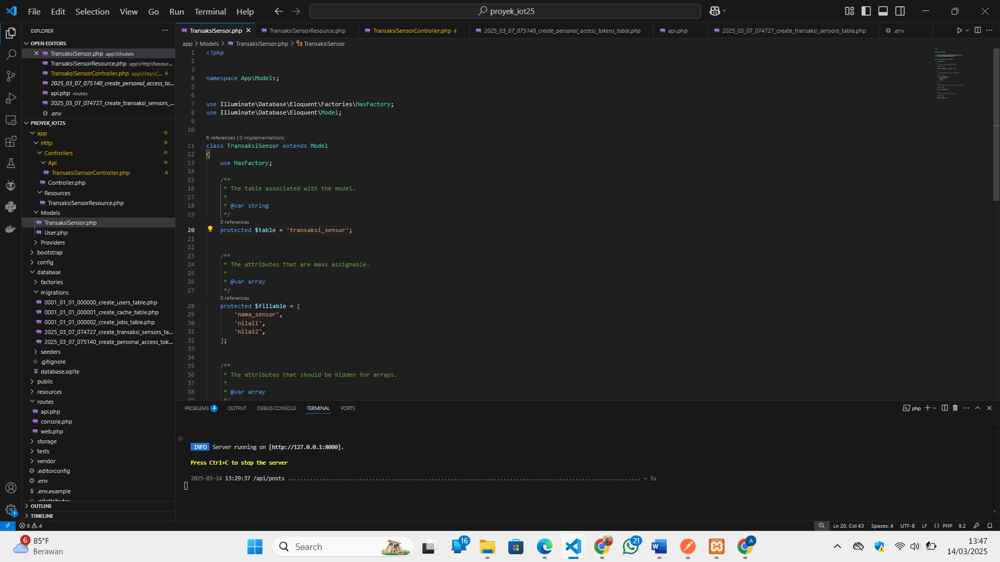 File Edit Selection View Go Run Terminal Help
proyek_iot25
EXPLORER
OPEN EDITORS
TransaksiSensor.php app\Models
TransaksiSensorResource.php app\Http\Resour...
TransaksiSensorController.php app\Http\C... 4
2025_03_07_075140_create_personal_access_to...
api.php routes
2025_03_07_074727_create_transaksi_sensors_...
.env
PROYEK_IOT25
app
Http
Controllers
Api
TransaksiSensorController.php 4
Controller.php
Resources
TransaksiSensorResource.php
Models
TransaksiSensor.php
User.php
Providers
bootstrap
config
database
factories
migrations
0001_01_01_000000_create_users_table.php
0001_01_01_000001_create_cache_table.php
0001_01_01_000002_create_jobs_table.php
2025_03_07_074727_create_transaksi_sensors_ta...
2025_03_07_075140_create_personal_access_tok...
seeders
.gitignore
database.sqlite
public
resources
routes
api.php
console.php
web.php
storage
tests
vendor
.editorconfig
.env
.env.example
.gitattributes
OUTLINE
TIMELINE
TransaksiSensor.php TransaksiSensorResource.php TransaksiSensorController.php 4 2025_03_07_075140_create_personal_access_tokens_table.php api.php 2025_03_07_074727_create_transaksi_sensors_table.php .env
app > Models > TransaksiSensor.php > TransaksiSensor
1 <?php
2
3
4 namespace App\Models;
5
6
7 use Illuminate\Database\Eloquent\Factories\HasFactory;
8 use Illuminate\Database\Eloquent\Model;
9
10
6 references | 0 implementations
11 class TransaksiSensor extends Model
12 {
13 use HasFactory;
14
15 /**
16 * The table associated with the model.
17 *
18 * @var string
19 */
0 references
20 protected $table = 'transaksi_sensor';
21
22
23 /**
24 * The attributes that are mass assignable.
25 *
26 * @var array
27 */
0 references
28 protected $fillable = [
29 'nama_sensor',
30 'nilai1',
31 'nilai2',
32 ];
33
34
35 /**
36 * The attributes that should be hidden for arrays.
37 *
38 * @var array
39 */
PROBLEMS 4 OUTPUT DEBUG CONSOLE TERMINAL PORTS
php
INFO Server running on [http://127.0.0.1:8000].
Press Ctrl+C to stop the server
2025-03-14 13:29:37 /api/posts ........................................ ~ 5s
1
0 4
Ln 20, Col 43 Spaces: 4 UTF-8 LF {} PHP 8.2
6
85°F
Berawan
Search
16
21
A
13:47
14/03/2025